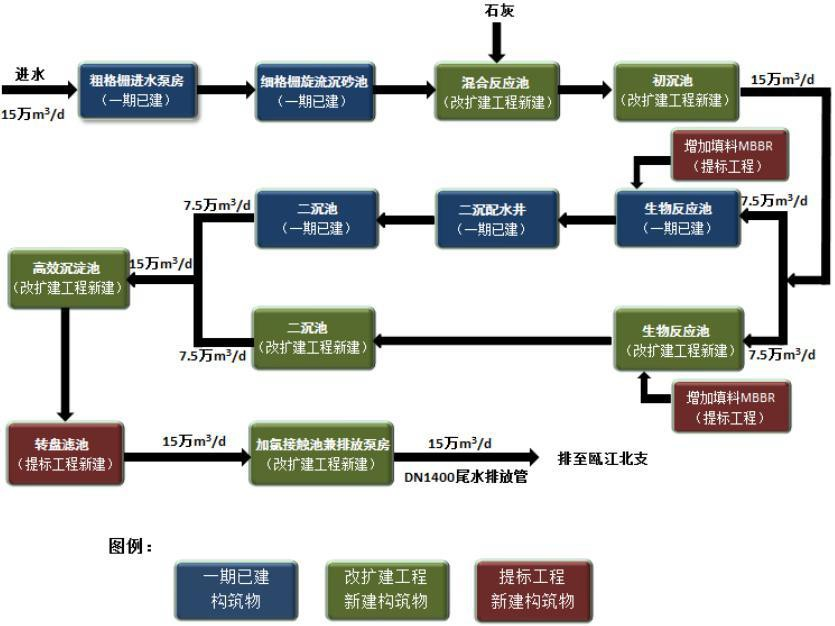 石灰
进水
15万m³/d
粗格栅进水泵房
（一期已建）
细格栅旋流沉砂池
（一期已建）
混合反应池
（改扩建工程新建）
初沉池
（改扩建工程新建）
15万m³/d
增加填料MBBR
（提标工程）
7.5万m³/d
二沉池
（一期已建）
二沉配水井
（一期已建）
生物反应池
（一期已建）
7.5万m³/d
高效沉淀池
（改扩建工程新建）
15万m³/d
二沉池
（改扩建工程新建）
生物反应池
（改扩建工程新建）
7.5万m³/d
7.5万m³/d
增加填料MBBR
（提标工程）
转盘滤池
（提标工程新建）
15万m³/d
加氯接触池兼排放泵房
（改扩建工程新建）
15万m³/d
DN1400尾水排放管
排至瓯江北支
图例：
一期已建
构筑物
改扩建工程
新建构筑物
提标工程
新建构筑物